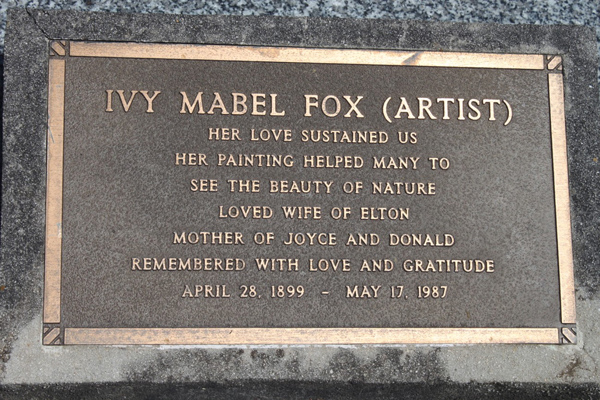 IVY MABEL FOX (ARTIST)
HER LOVE SUSTAINED US
HER PAINTING HELPED MANY TO
SEE THE BEAUTY OF NATURE
LOVED WIFE OF ELTON
MOTHER OF JOYCE AND DONALD
REMEMBERED WITH LOVE AND GRATITUDE
APRIL 28, 1899 – MAY 17, 1987